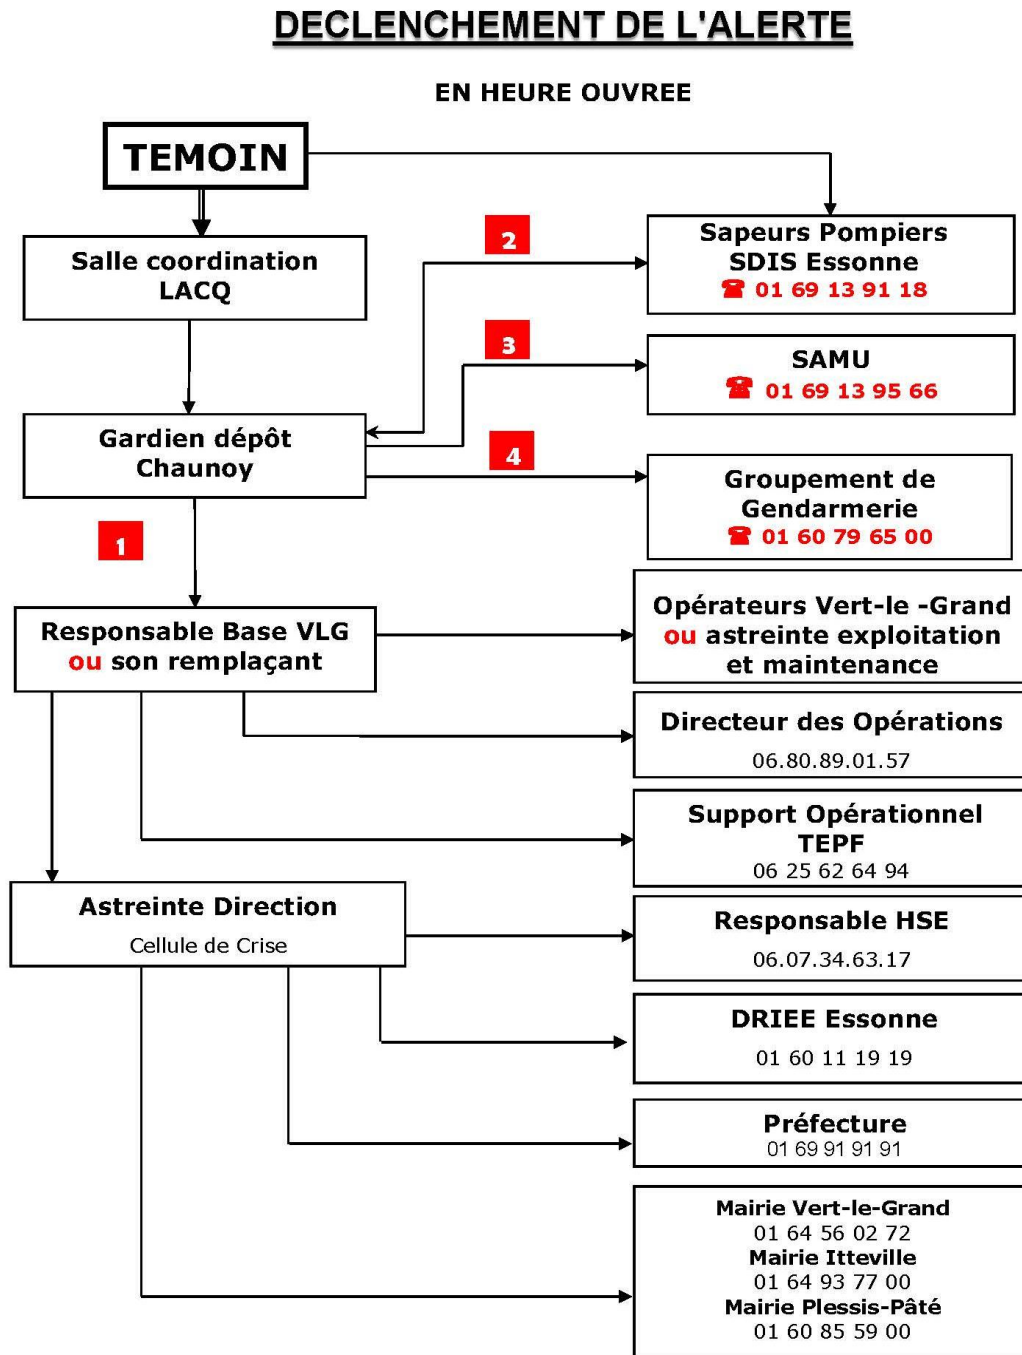 DECLENCHEMENT DE L'ALERTE
EN HEURE OUVREE
TEMOIN
Salle coordination
LACQ
2
Sapeurs Pompiers
SDIS Essonne
☎ 01 69 13 91 18
3
SAMU
☎ 01 69 13 95 66
Gardien dépôt
Chaunoy
4
Groupement de
Gendarmerie
☎ 01 60 79 65 00
1
Responsable Base VLG
ou son remplaçant
Opérateurs Vert-le -Grand
ou astreinte exploitation
et maintenance
Directeur des Opérations
06.80.89.01.57
Support Opérationnel
TEPF
06 25 62 64 94
Astreinte Direction
Cellule de Crise
Responsable HSE
06.07.34.63.17
DRIEE Essonne
01 60 11 19 19
Préfecture
01 69 91 91 91
Mairie Vert-le-Grand
01 64 56 02 72
Mairie Itteville
01 64 93 77 00
Mairie Plessis-Pâté
01 60 85 59 00